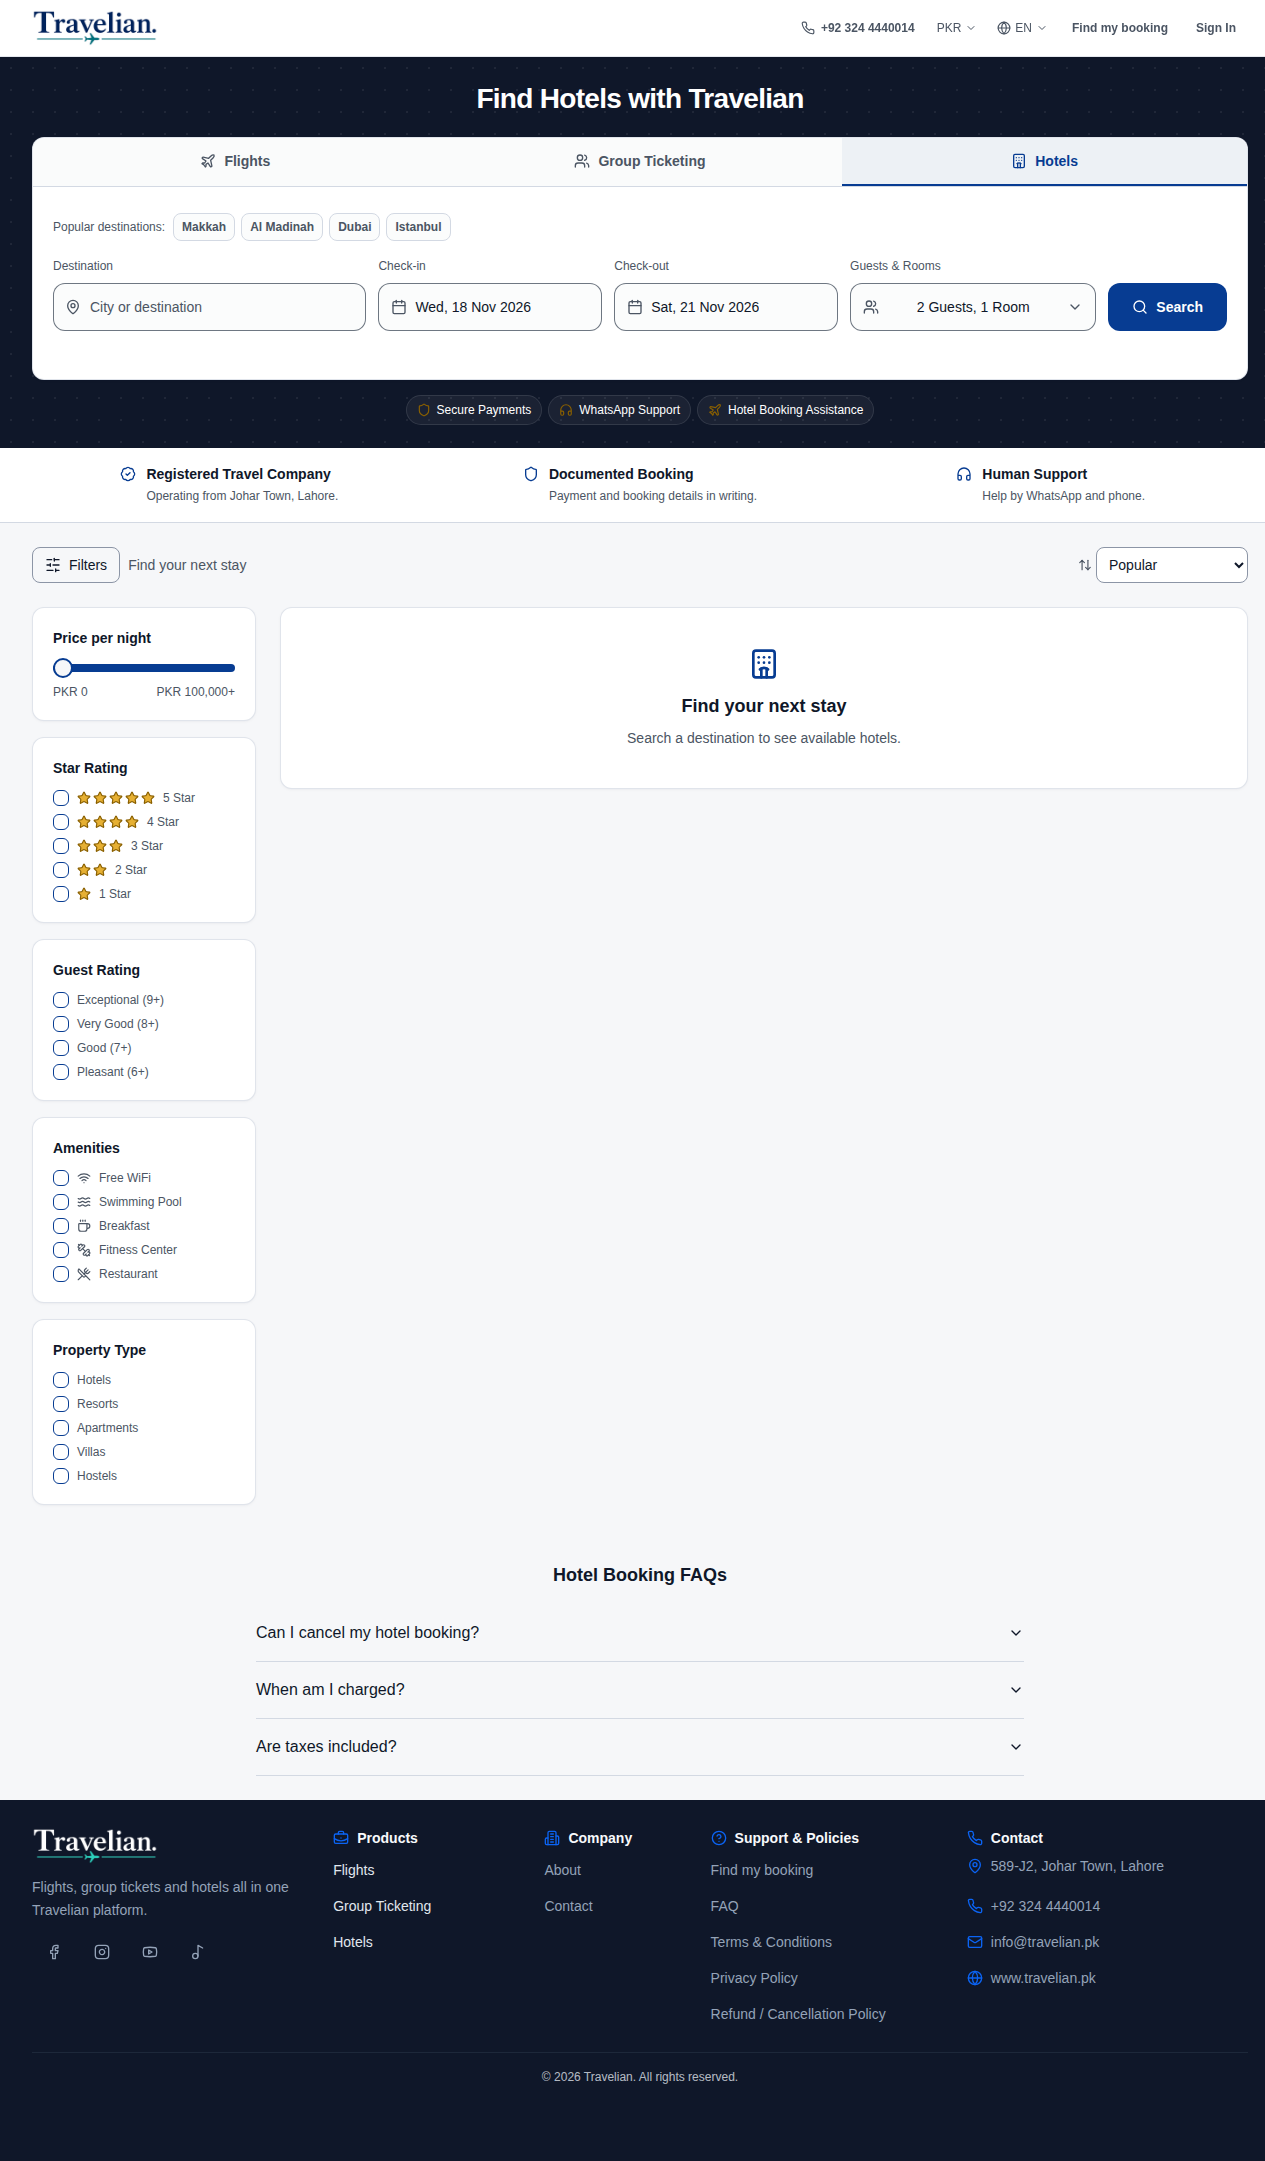 Travelian.
+92 324 4440014
PKR
EN
Find my booking
Sign In
Find Hotels with Travelian
Flights
Group Ticketing
Hotels
Popular destinations:
Makkah
Al Madinah
Dubai
Istanbul
Destination
Check-in
Check-out
Guests & Rooms
City or destination
Wed, 18 Nov 2026
Sat, 21 Nov 2026
2 Guests, 1 Room
Search
Secure Payments
WhatsApp Support
Hotel Booking Assistance
Registered Travel Company
Operating from Johar Town, Lahore.
Documented Booking
Payment and booking details in writing.
Human Support
Help by WhatsApp and phone.
Filters
Find your next stay
Popular
Price per night
PKR 0
PKR 100,000+
Find your next stay
Search a destination to see available hotels.
Star Rating
5 Star
4 Star
3 Star
2 Star
1 Star
Guest Rating
Exceptional (9+)
Very Good (8+)
Good (7+)
Pleasant (6+)
Amenities
Free WiFi
Swimming Pool
Breakfast
Fitness Center
Restaurant
Property Type
Hotels
Resorts
Apartments
Villas
Hostels
Hotel Booking FAQs
Can I cancel my hotel booking?
When am I charged?
Are taxes included?
Travelian.
Flights, group tickets and hotels all in one
Travelian platform.
Products
Flights
Group Ticketing
Hotels
Company
About
Contact
Support & Policies
Find my booking
FAQ
Terms & Conditions
Privacy Policy
Refund / Cancellation Policy
Contact
589-J2, Johar Town, Lahore
+92 324 4440014
info@travelian.pk
www.travelian.pk
© 2026 Travelian. All rights reserved.